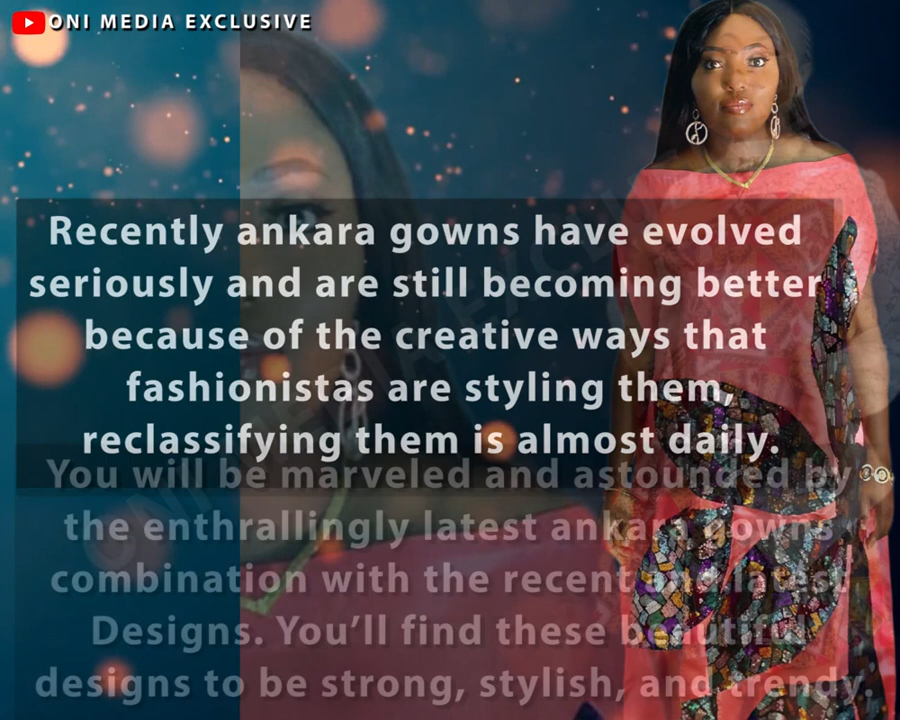 ONI MEDIA EXCLUSIVE
Recently ankara gowns have evolved
seriously and are still becoming better
because of the creative ways that
fashionistas are styling them,
reclassifying them is almost daily.
You will be marveled and astounded by
the enthrallingly latest ankara gowns
combination with the recent and latest
Designs. You’ll find these beautiful
designs to be strong, stylish, and trendy.